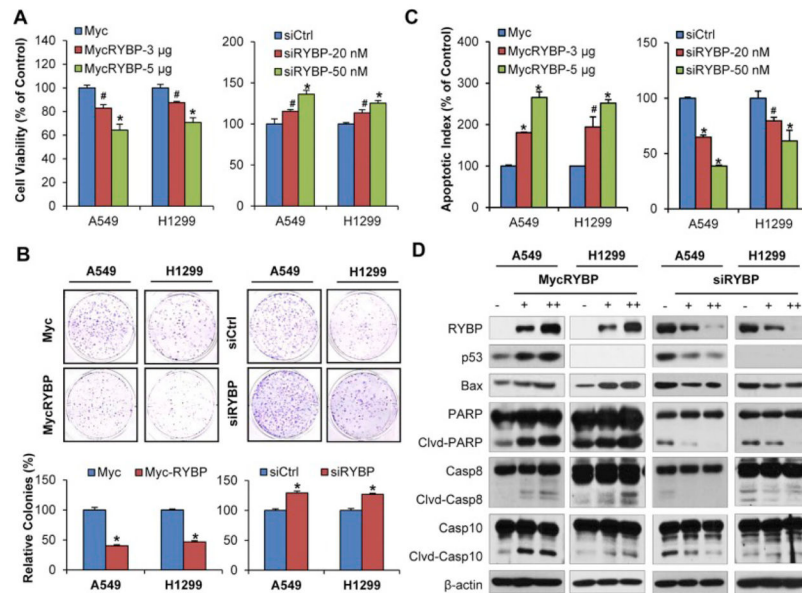 A
Myc
MycRYBP-3 µg
MycRYBP-5 µg
Cell Viability (% of Control)
120
100
80
60
40
20
0
#
*
#
*
A549
H1299
siCtrl
siRYBP-20 nM
siRYBP-50 nM
200
150
100
50
0
#
*
#
*
A549
H1299
B
A549
H1299
A549
H1299
Myc
siCtrl
MycRYBP
siRYBP
Relative Colonies (%)
Myc
Myc-RYBP
150
100
50
0
*
*
A549
H1299
siCtrl
siRYBP
150
100
50
0
*
*
A549
H1299
C
Myc
MycRYBP-3 µg
MycRYBP-5 µg
Apoptotic Index (% of Control)
400
300
200
100
0
*
*
#
*
A549
H1299
siCtrl
siRYBP-20 nM
siRYBP-50 nM
150
100
50
0
*
*
#
*
A549
H1299
D
A549
H1299
A549
H1299
MycRYBP
siRYBP
- + ++ - + ++ - + ++ - + ++
RYBP
p53
Bax
PARP
Clvd-PARP
Casp8
Clvd-Casp8
Casp10
Clvd-Casp10
β-actin